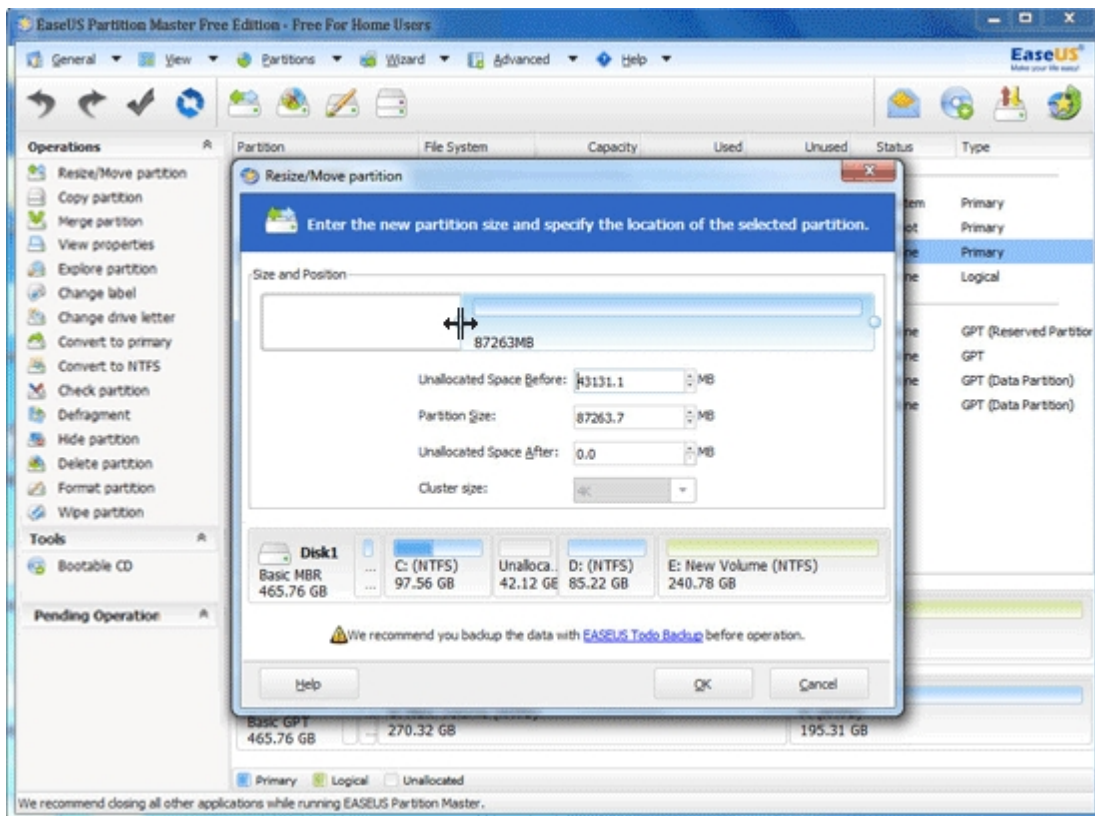 EaseUS Partition Master Free Edition - Free For Home Users
General View Partitions Wizard Advanced Help
EaseUS
Make your life easy!
Operations
Partition File System Capacity Used Unused Status Type
Resize/Move partition
Copy partition
Merge partition
View properties
Explore partition
Change label
Change drive letter
Convert to primary
Convert to NTFS
Check partition
Defragment
Hide partition
Delete partition
Format partition
Wipe partition
Tools
Bootable CD
Pending Operation
Primary
Primary
Primary
Logical
GPT (Reserved Partition
GPT
GPT (Data Partition)
GPT (Data Partition)
Resize/Move partition
Enter the new partition size and specify the location of the selected partition.
Size and Position
87263MB
Unallocated Space Before: 43131.1 MB
Partition Size: 87263.7 MB
Unallocated Space After: 0.0 MB
Cluster size: 4K
Disk1
Basic MBR
465.76 GB
...
...
C: (NTFS)
97.56 GB
Unalloca..
42.12 GB
D: (NTFS)
85.22 GB
E: New Volume (NTFS)
240.78 GB
We recommend you backup the data with EASEUS Todo Backup before operation.
Help OK Cancel
Basic GPT
465.76 GB
270.32 GB
195.31 GB
Primary Logical Unallocated
We recommend closing all other applications while running EASEUS Partition Master.